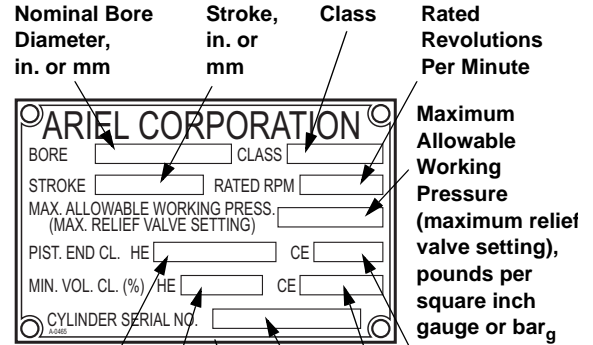 Nominal Bore Diameter, in. or mm
Stroke, in. or mm
Class
Rated Revolutions Per Minute
ARIEL CORPORATION
BORE CLASS
STROKE RATED RPM
MAX. ALLOWABLE WORKING PRESS.
(MAX. RELIEF VALVE SETTING)
PIST. END CL. HE CE
MIN. VOL. CL. (%) HE CE
CYLINDER SERIAL NO.
A-0465
Maximum
Allowable
Working
Pressure
(maximum relief
valve setting),
pounds per
square inch
gauge or barg